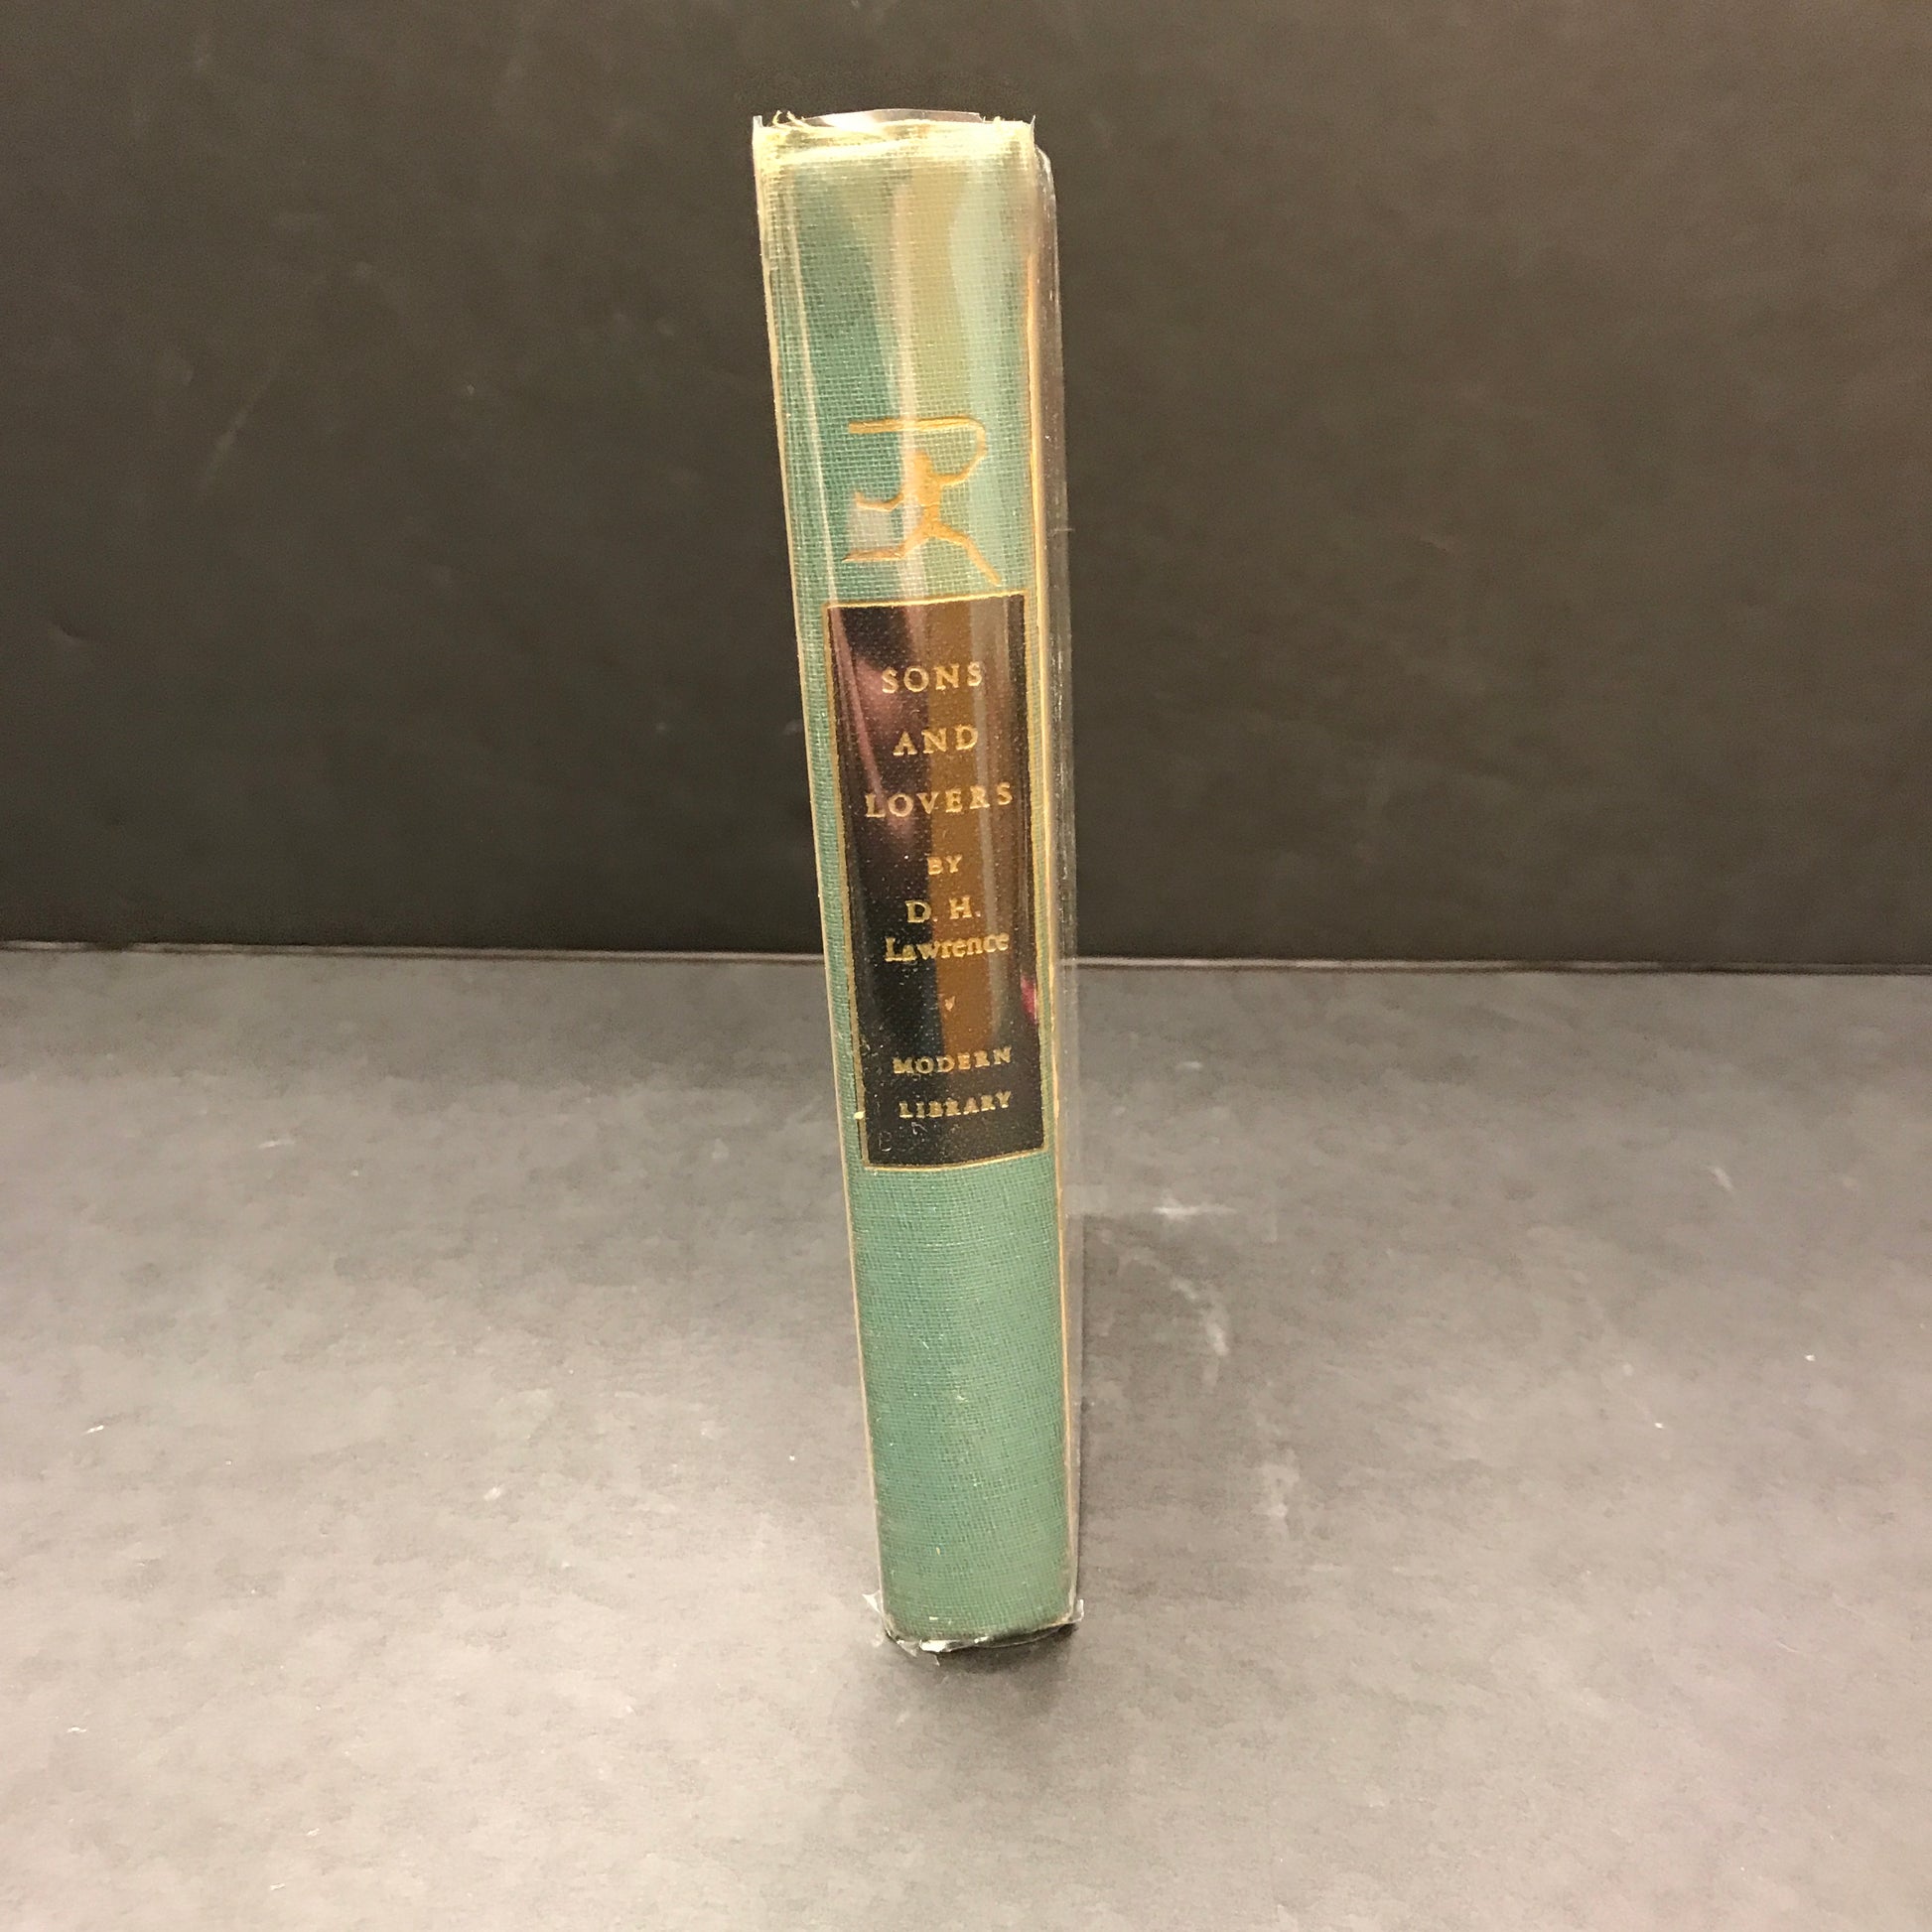 SONS
AND
LOVERS
BY
D. H.
Lawrence
MODERN
LIBRARY